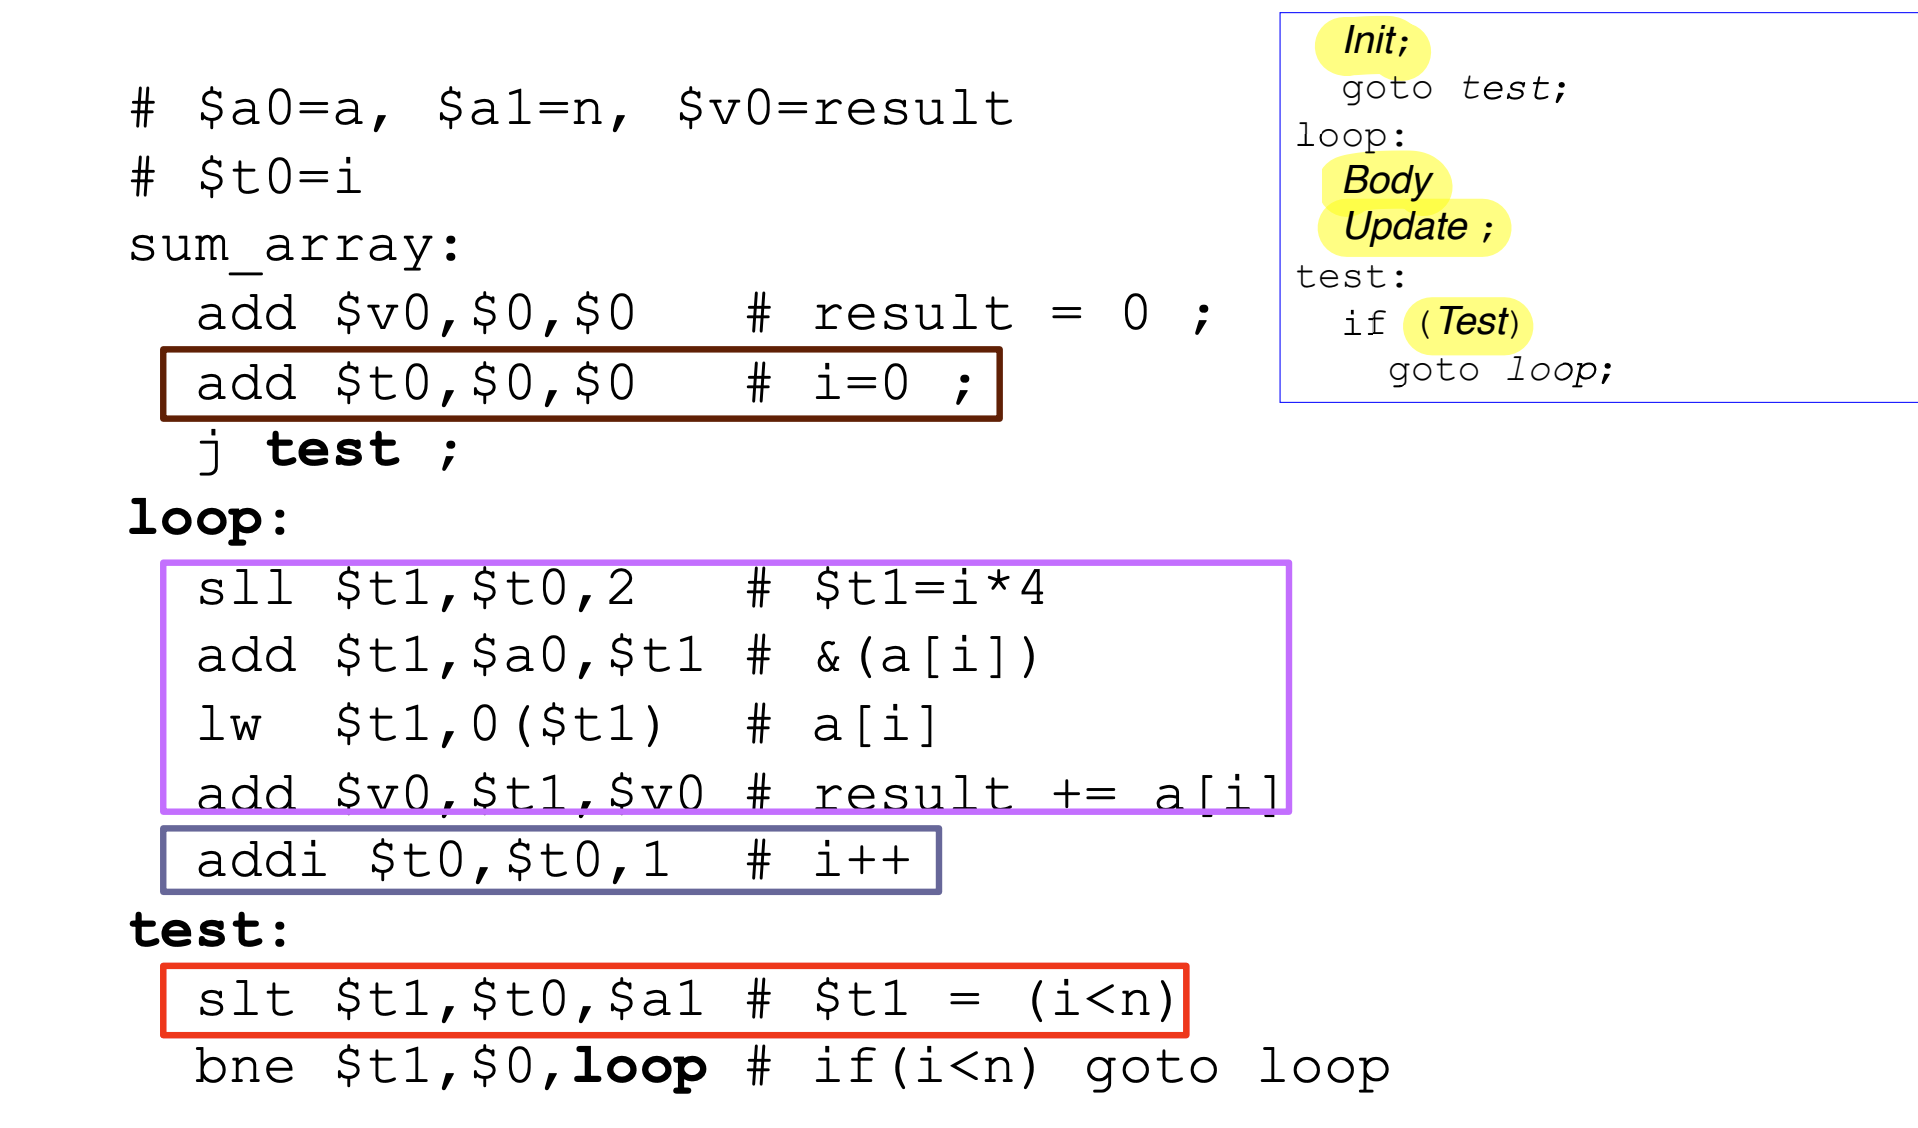 # $a0=a, $a1=n, $v0=result
# $t0=i
sum_array:
add $v0,$0,$0 # result = 0 ;
add $t0,$0,$0 # i=0 ;
j test ;
loop:
sll $t1,$t0,2 # $t1=i*4
add $t1,$a0,$t1 # &(a[i])
lw $t1,0($t1) # a[i]
add $v0,$t1,$v0 # result += a[i]
addi $t0,$t0,1 # i++
test:
slt $t1,$t0,$a1 # $t1 = (i<n)
bne $t1,$0,loop # if(i<n) goto loop
Init;
goto test;
loop:
Body
Update ;
test:
if (Test)
goto loop;